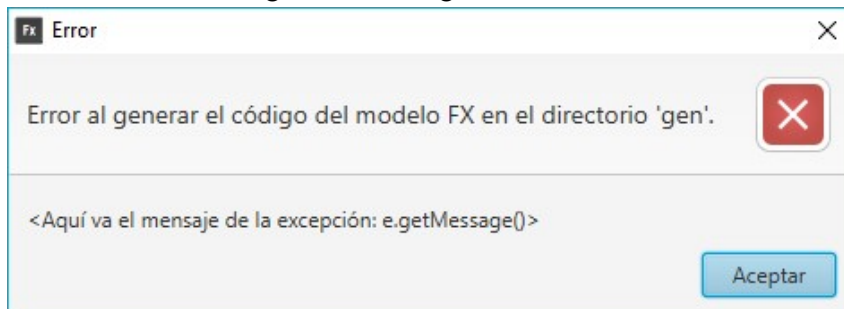 Fx Error
Error al generar el código del modelo FX en el directorio 'gen'.
<Aquí va el mensaje de la excepción: e.getMessage()>
Aceptar